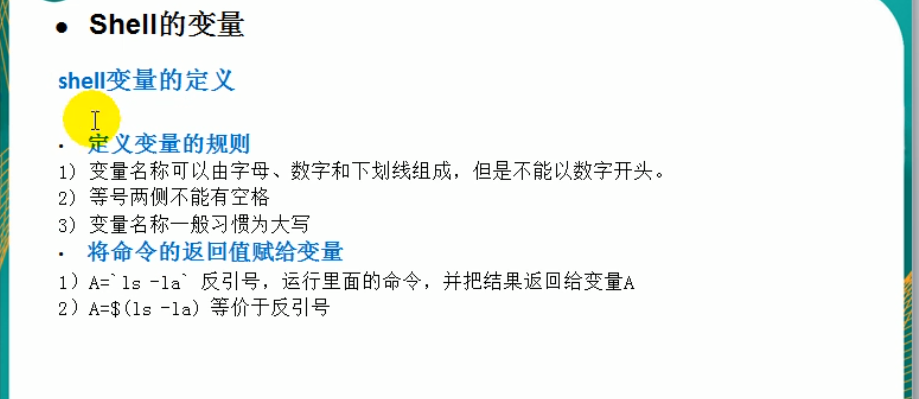 ● Shell的变量
shell变量的定义
• 定义变量的规则
1) 变量名称可以由字母、数字和下划线组成，但是不能以数字开头。
2) 等号两侧不能有空格
3) 变量名称一般习惯为大写
• 将命令的返回值赋给变量
1) A=`ls -la` 反引号，运行里面的命令，并把结果返回给变量A
2) A=$(ls -la) 等价于反引号